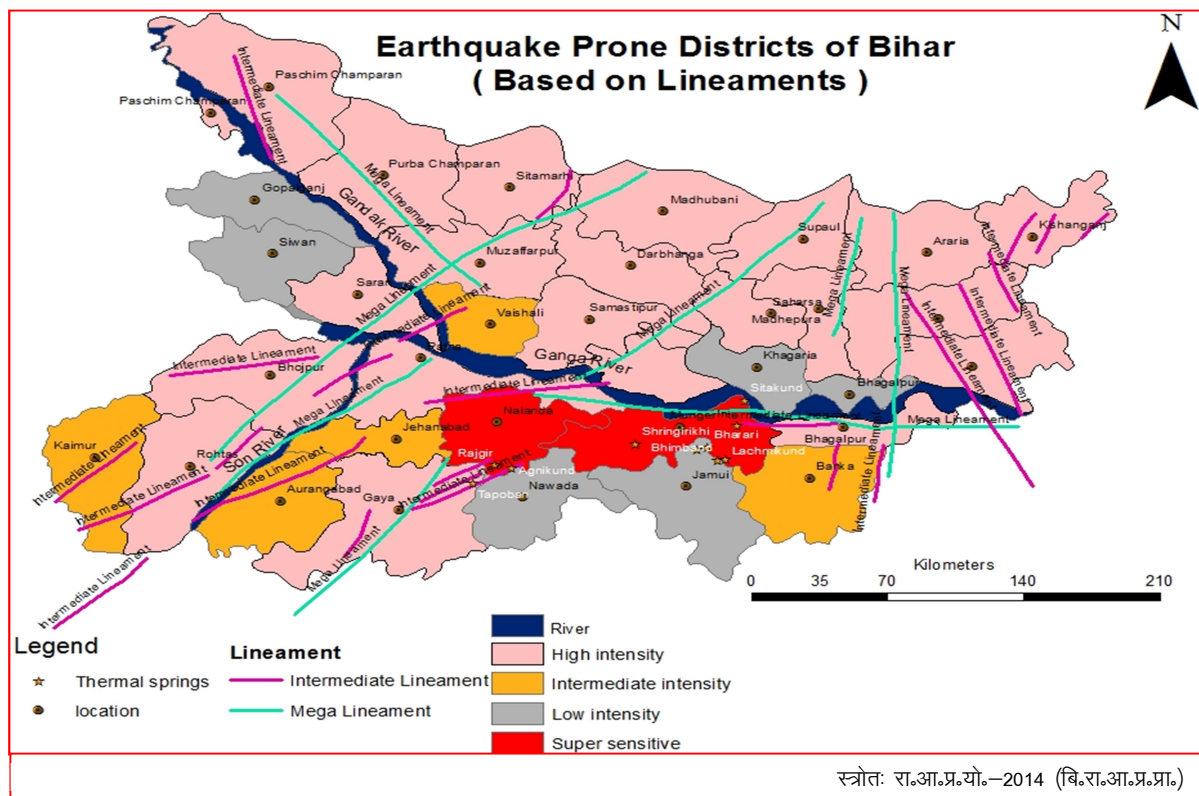 Earthquake Prone Districts of Bihar
( Based on Lineaments )
N
Paschim Champaran
Intermediate Lineament
Paschim Champaran
Purba Champaran
Mega Lineament
Sitamarhi
Madhubani
Gopalganj
Gandak River
Siwan
Muzaffarpur
Darbhanga
Supaul
Araria
Kishanganj
Intermediate Lineament
Mega Lineament
Mega Lineament
Saran
Mega Lineament
Intermediate Lineament
Vaishali
Samastipur
Mega Lineament
Saharsa
Madhepura
Intermediate Lineament
Intermediate Lineament
Intermediate Lineament
Bhojpur
Patna
Ganga River
Khagaria
Sitakund
Bhagalpur
Mega Lineament
Intermediate Lineament
Nalanda
Munger
Intermediate Lineament
Mega Lineament
Kaimur
Intermediate Lineament
Rohtas
Son River
Jehanabad
Shringirikhi
Bharari
Bhagalpur
Bhimband
Lachmikund
Intermediate Lineament
Intermediate Lineament
Intermediate Lineament
Aurangabad
Gaya
Rajgir
Agnikund
Intermediate Lineament
Tapoban
Nawada
Jamui
Banka
Mega Lineament
Intermediate Lineament
Kilometers
0 35 70 140 210
Legend
Thermal springs
location
Lineament
Intermediate Lineament
Mega Lineament
River
High intensity
Intermediate intensity
Low intensity
Super sensitive
स्त्रोतः रा॰आ॰प्र॰यो॰–2014 (बि॰रा॰आ॰प्र॰प्रा॰)